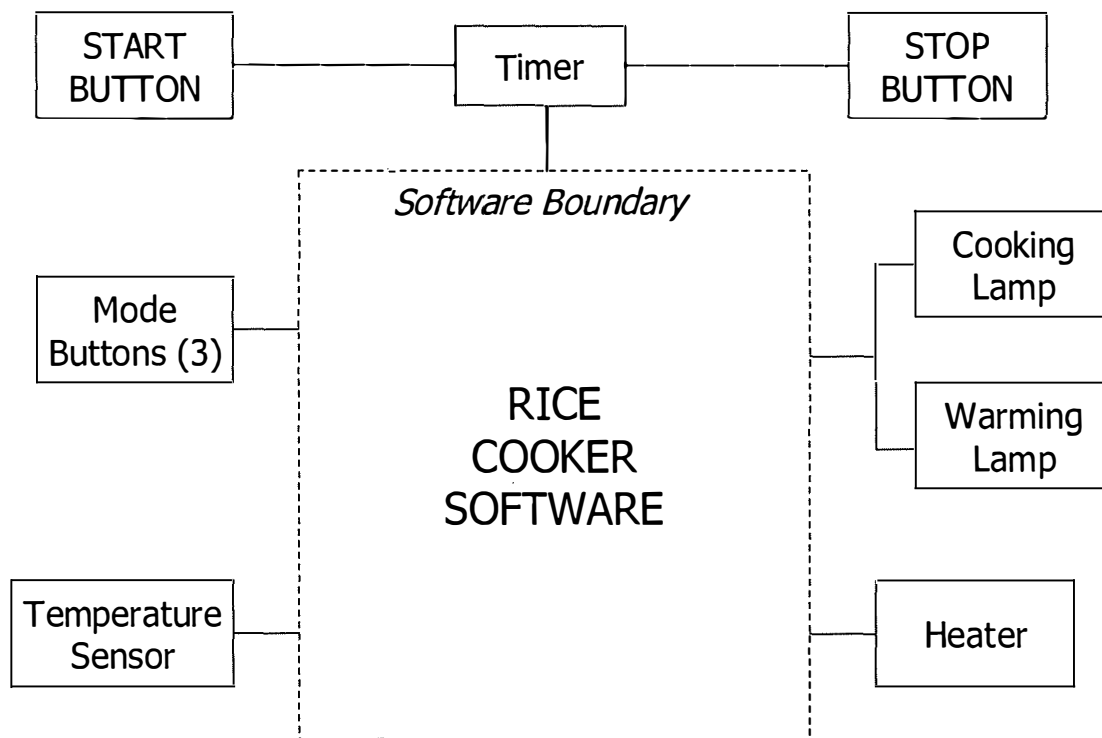 START
BUTTON
Timer
STOP
BUTTON
Software Boundary
Mode
Buttons (3)
Cooking
Lamp
RICE
COOKER
SOFTWARE
Warming
Lamp
Temperature
Sensor
Heater